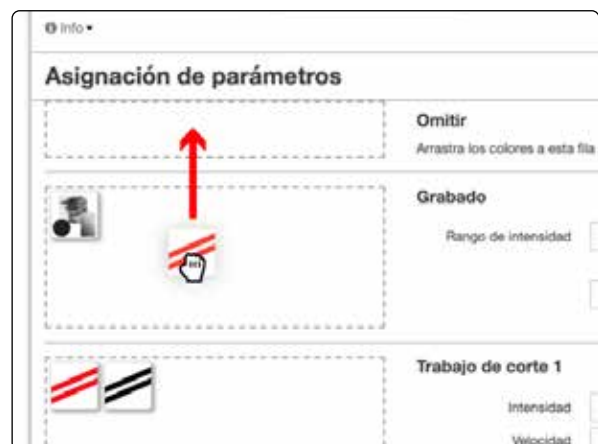 Info
Asignación de parámetros
Omitir
Arrastra los colores a esta fila
Grabado
Rango de intensidad
Trabajo de corte 1
Intensidad
Velocidad